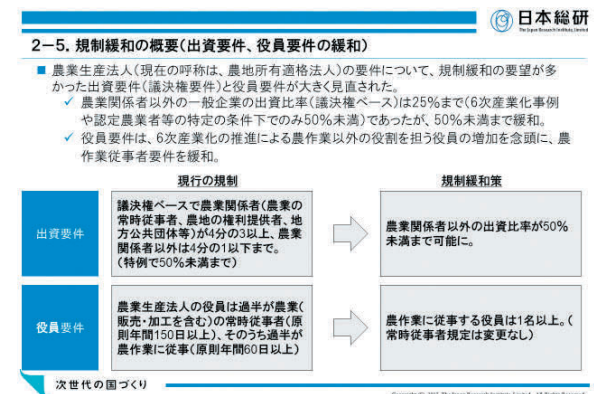 日本総研
The Japan Research Institute, Limited
2−5．規制緩和の概要（出資要件、役員要件の緩和）
■ 農業生産法人（現在の呼称は、農地所有適格法人）の要件について、規制緩和の要望が多
かった出資要件（議決権要件）と役員要件が大きく見直された。
✓ 農業関係者以外の一般企業の出資比率（議決権ベース）は25%まで（6次産業化事例
や認定農業者等の特定の条件下でのみ50%未満）であったが、50%未満まで緩和。
✓ 役員要件は、6次産業化の推進による農作業以外の役割を担う役員の増加を念頭に、農
作業従事者要件を緩和。
現行の規制
規制緩和策
出資要件
議決権ベースで農業関係者（農業の
常時従事者、農地の権利提供者、地
方公共団体等）が4分の3以上、農業
関係者以外は4分の1以下まで。
（特例で50%未満まで）
農業関係者以外の出資比率が50%
未満まで可能に。
役員要件
農業生産法人の役員は過半が農業（
販売・加工を含む）の常時従事者（原
則年間150日以上）、そのうち過半が
農作業に従事（原則年間60日以上）
農作業に従事する役員は1名以上。（
常時従事者規定は変更なし）
次世代の国づくり